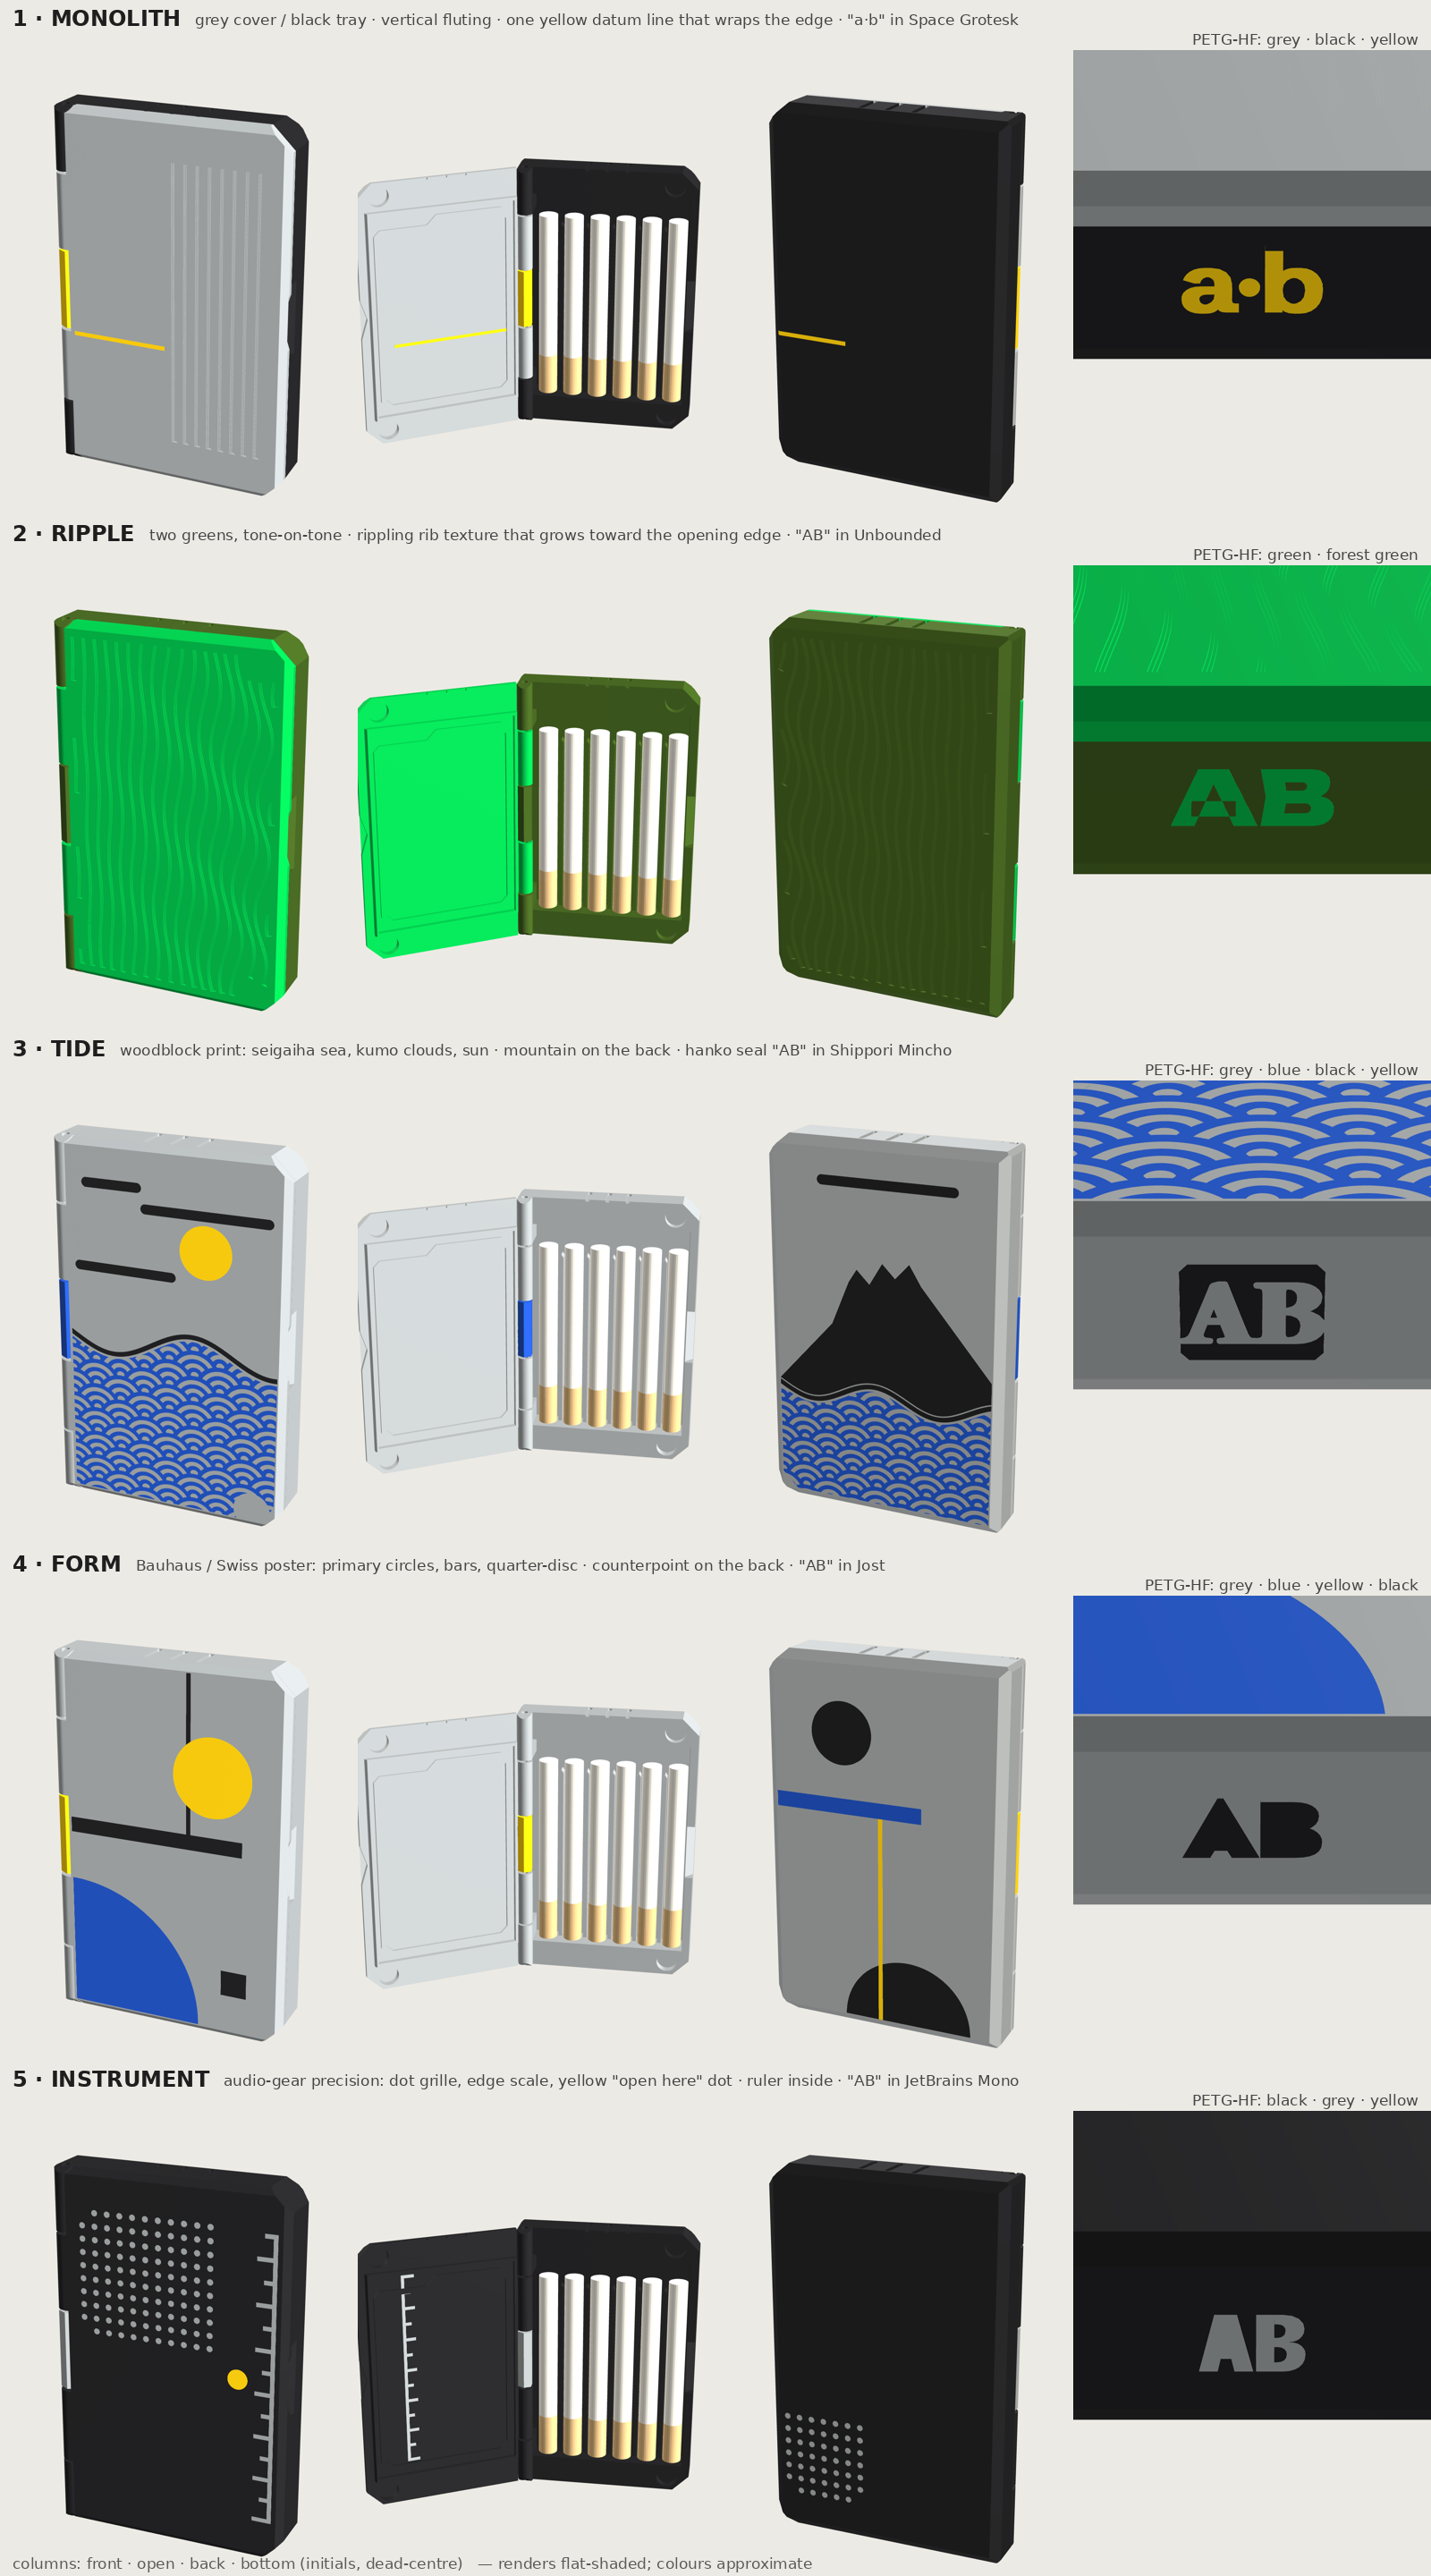 1 · MONOLITH grey cover / black tray · vertical fluting · one yellow datum line that wraps the edge · "a·b" in Space Grotesk
PETG-HF: grey · black · yellow
a·b
2 · RIPPLE two greens, tone-on-tone · rippling rib texture that grows toward the opening edge · "AB" in Unbounded
PETG-HF: green · forest green
AB
3 · TIDE woodblock print: seigaiha sea, kumo clouds, sun · mountain on the back · hanko seal "AB" in Shippori Mincho
PETG-HF: grey · blue · black · yellow
AB
4 · FORM Bauhaus / Swiss poster: primary circles, bars, quarter-disc · counterpoint on the back · "AB" in Jost
PETG-HF: grey · blue · yellow · black
AB
5 · INSTRUMENT audio-gear precision: dot grille, edge scale, yellow "open here" dot · ruler inside · "AB" in JetBrains Mono
PETG-HF: black · grey · yellow
AB
columns: front · open · back · bottom (initials, dead-centre) — renders flat-shaded; colours approximate